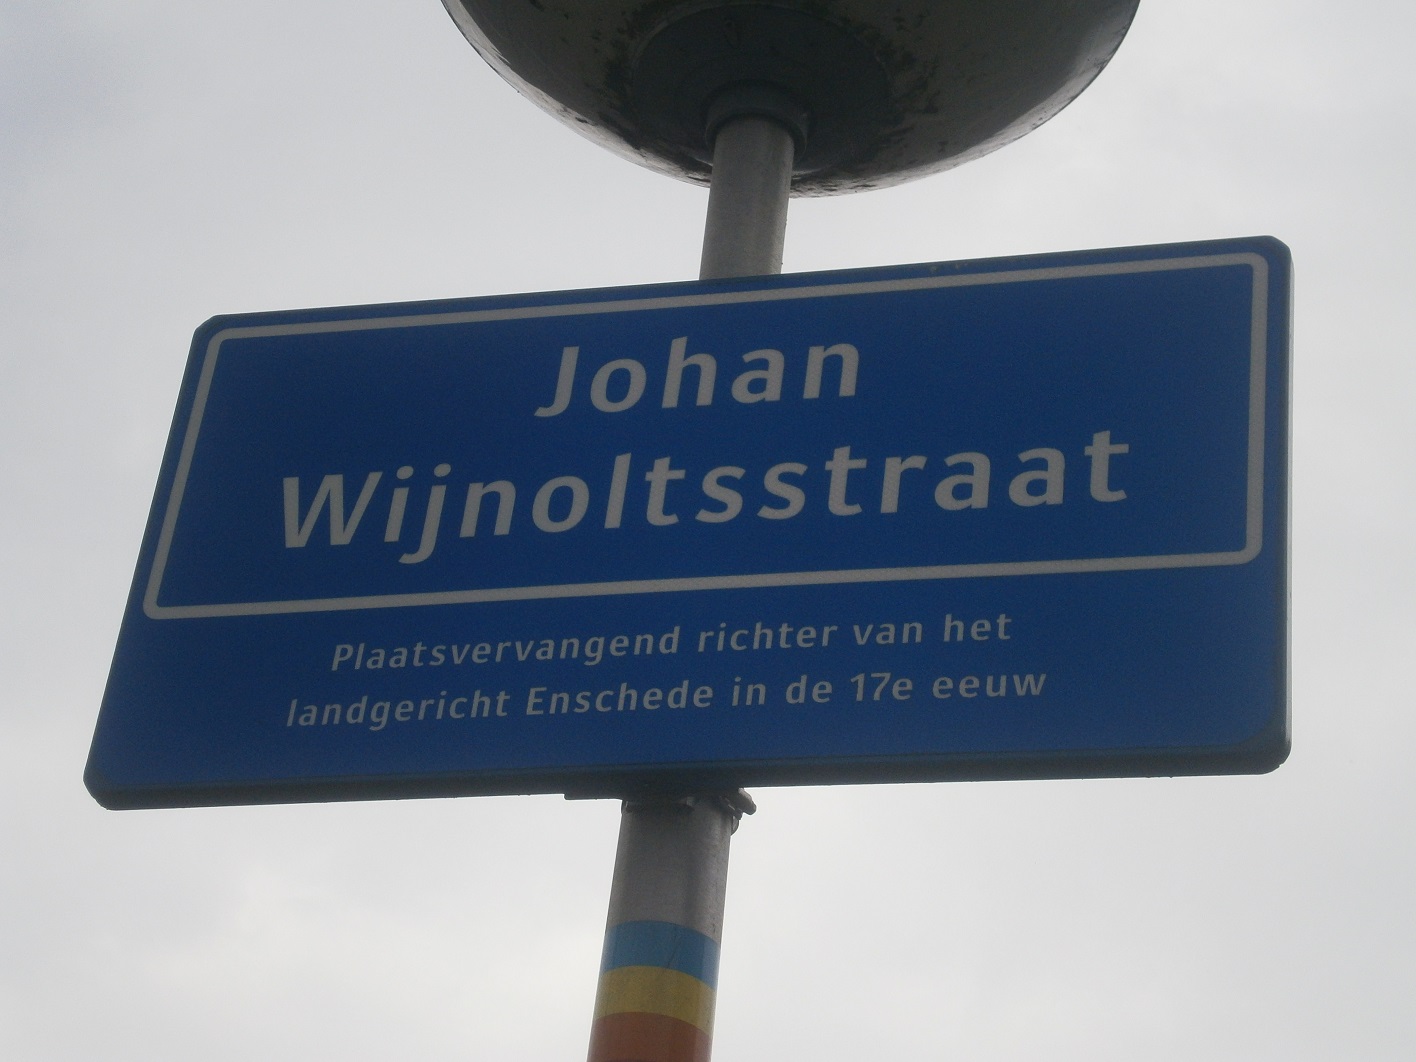 Johan
Wijnoltsstraat
Plaatsvervangend richter van het
landgericht Enschede in de 17e eeuw